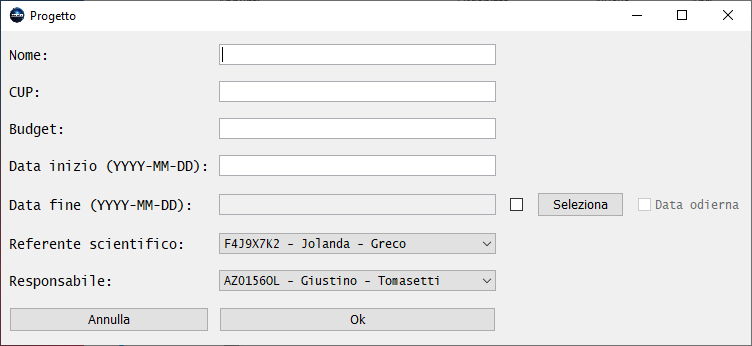 Progetto
Nome:
CUP:
Budget:
Data inizio (YYYY-MM-DD):
Data fine (YYYY-MM-DD): Seleziona Data odierna
Referente scientifico: F4J9X7K2 - Jolanda - Greco
Responsabile: AZ0156OL - Giustino - Tomasetti
Annulla Ok